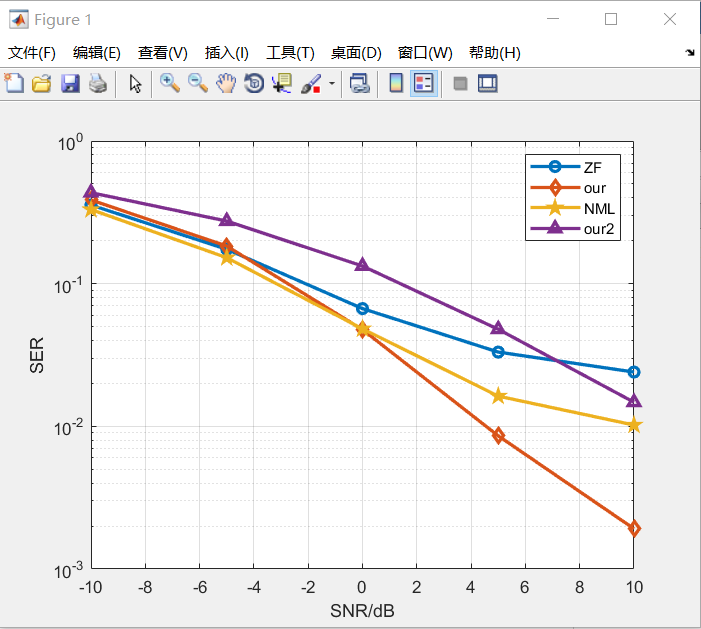 Figure 1
文件(F) 编辑(E) 查看(V) 插入(I) 工具(T) 桌面(D) 窗口(W) 帮助(H)
ZF
our
NML
our2
10^0
10^-1
10^-2
10^-3
SER
-10 -8 -6 -4 -2 0 2 4 6 8 10
SNR/dB